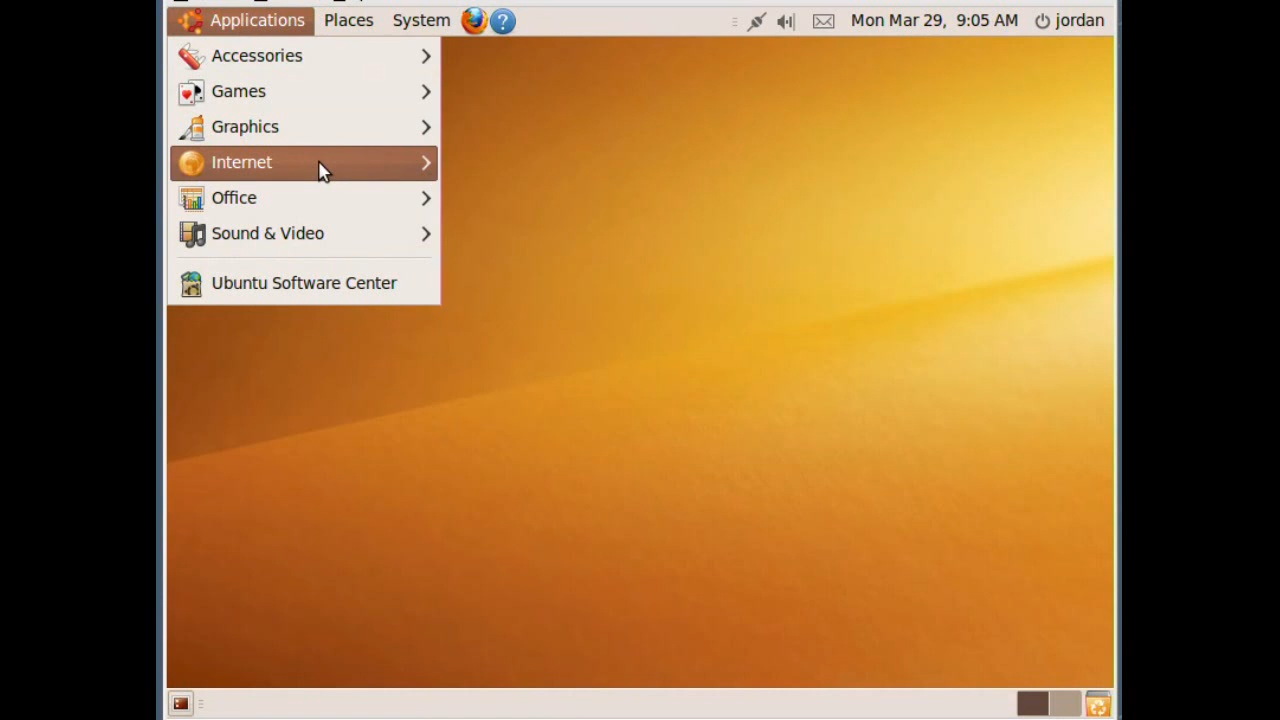 Applications Places System ? Mon Mar 29, 9:05 AM jordan
Accessories
Games
Graphics
Internet
Office
Sound & Video
Ubuntu Software Center